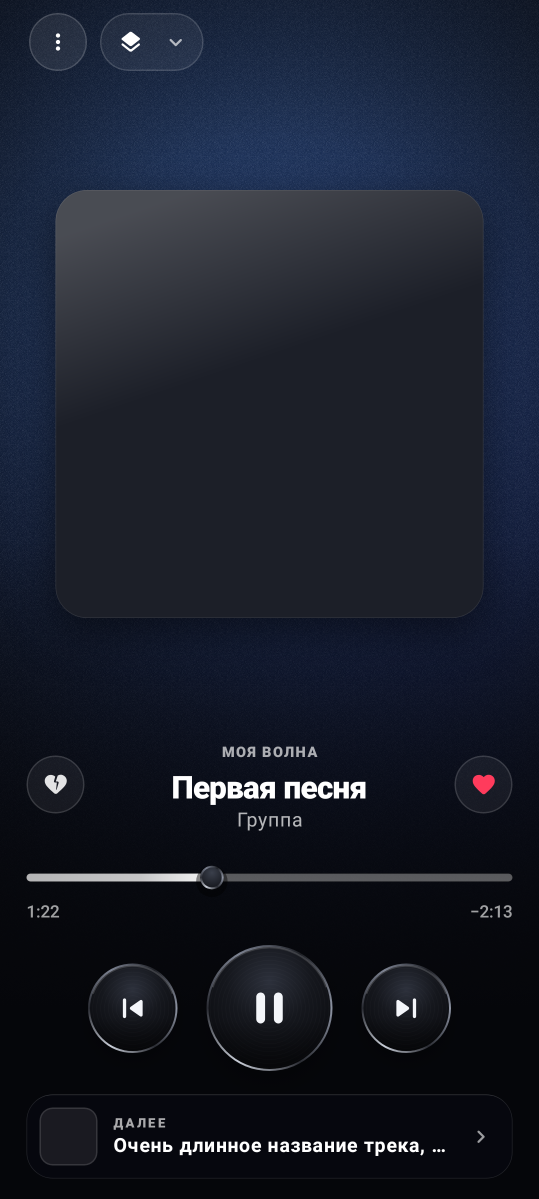 МОЯ ВОЛНА
Первая песня
Группа
1:22
−2:13
ДАЛЕЕ
Очень длинное название трека, ...